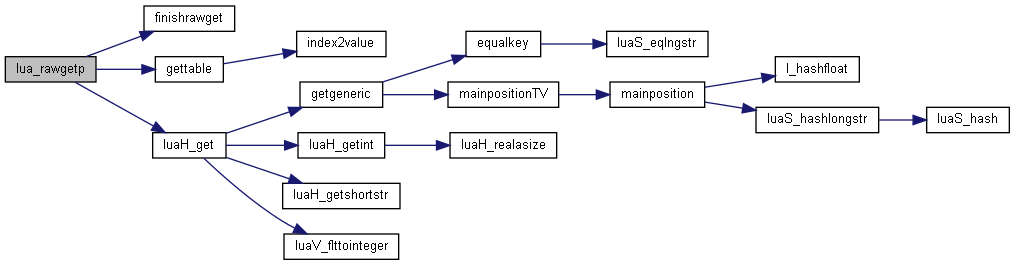 finishrawget
index2value
equalkey
luaS_eqlngstr
lua_rawgetp
gettable
l_hashfloat
getgeneric
mainpositionTV
mainposition
luaS_hashlongstr
luaS_hash
luaH_get
luaH_getint
luaH_realasize
luaH_getshortstr
luaV_flttointeger